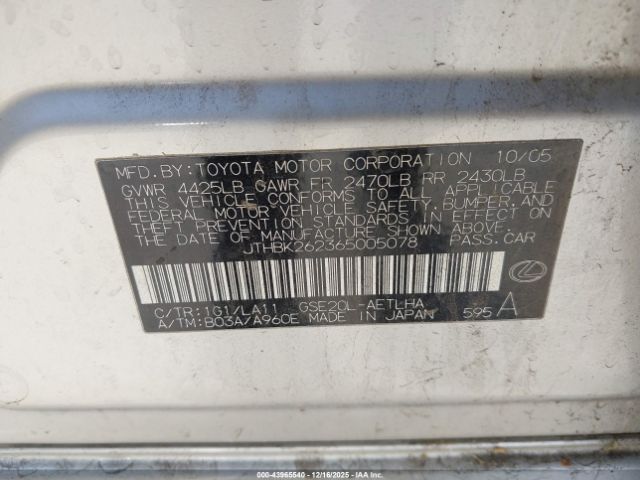 MFD.BY:TOYOTA MOTOR CORPORATION 10/05
GVWR 4425LB GAWR FR 2470LB RR 2430LB
THIS VEHICLE CONFORMS TO ALL APPLICABLE
FEDERAL MOTOR VEHICLE SAFETY, BUMPER, AND
THEFT PREVENTION STANDARDS IN EFFECT ON
THE DATE OF MANUFACTURE SHOWN ABOVE.
JTHBK262365005078 PASS.CAR
C/TR:1G1/LA11 GSE20L-AETLHA
A/TM:B03A/A960E MADE IN JAPAN 595 A
000-43965540 - 12/16/2025 - IAA Inc.